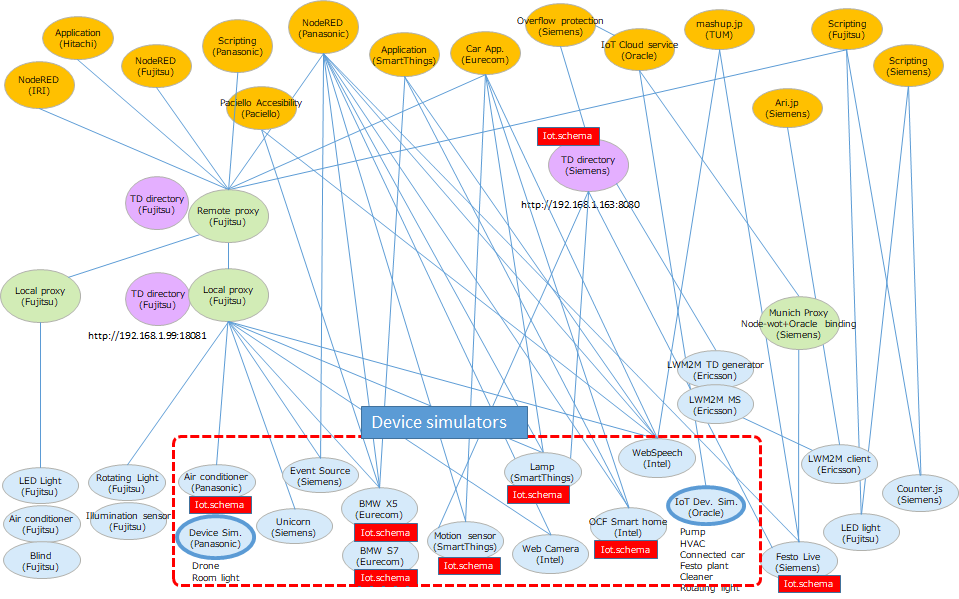 NodeRED
(Panasonic)
Application
(Hitachi)
Scripting
(Panasonic)
Overflow protection
(Siemens)
mashup.jp
(TUM)
Scripting
(Fujitsu)
NodeRED
(Fujitsu)
Application
(SmartThings)
Car App.
(Eurecom)
IoT Cloud service
(Oracle)
Scripting
(Siemens)
NodeRED
(IRI)
Paciello Accesibility
(Paciello)
Ari.jp
(Siemens)
Iot.schema
TD directory
(Siemens)
http://192.168.1.163:8080
TD directory
(Fujitsu)
Remote proxy
(Fujitsu)
Local proxy
(Fujitsu)
TD directory
(Fujitsu)
Local proxy
(Fujitsu)
http://192.168.1.99:18081
Munich Proxy
Node-wot+Oracle binding
(Siemens)
LWM2M TD generator
(Ericsson)
LWM2M MS
(Ericsson)
Device simulators
LED Light
(Fujitsu)
Air conditioner
(Fujitsu)
Blind
(Fujitsu)
Rotating Light
(Fujitsu)
Illumination sensor
(Fujitsu)
Air conditioner
(Panasonic)
Iot.schema
Device Sim.
(Panasonic)
Drone
Room light
Event Source
(Siemens)
Unicorn
(Siemens)
BMW X5
(Eurecom)
Iot.schema
BMW S7
(Eurecom)
Iot.schema
Motion sensor
(SmartThings)
Iot.schema
Lamp
(SmartThings)
Iot.schema
Web Camera
(Intel)
WebSpeech
(Intel)
OCF Smart home
(Intel)
Iot.schema
IoT Dev. Sim.
(Oracle)
Pump
HVAC
Connected car
Festo plant
Cleaner
Rotating light
LWM2M client
(Ericsson)
Counter.js
(Siemens)
LED light
(Fujitsu)
Festo Live
(Siemens)
Iot.schema